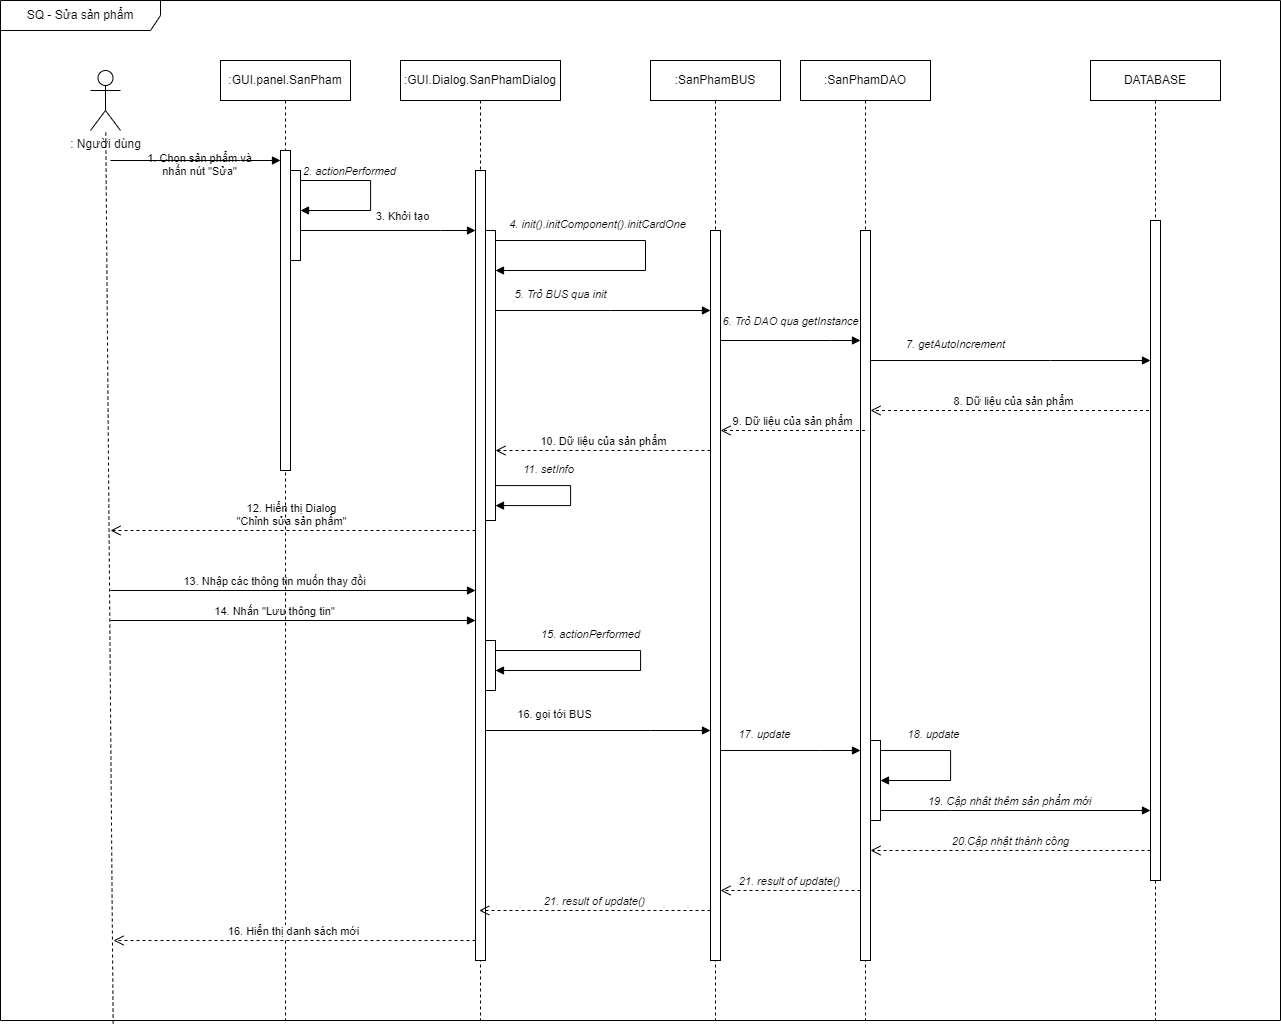 SQ - Sửa sản phẩm
:GUI.panel.SanPham
:GUI.Dialog.SanPhamDialog
:SanPhamBUS
:SanPhamDAO
DATABASE
: Người dùng
1. Chọn sản phẩm và
nhấn nút "Sửa"
2. actionPerformed
3. Khởi tạo
4. init().initComponent().initCardOne
5. Trỏ BUS qua init
6. Trỏ DAO qua getInstance
7. getAutoIncrement
8. Dữ liệu của sản phẩm
9. Dữ liệu của sản phẩm
10. Dữ liệu của sản phẩm
11. setInfo
12. Hiển thị Dialog
"Chỉnh sửa sản phẩm"
13. Nhập các thông tin muốn thay đổi
14. Nhấn "Lưu thông tin"
15. actionPerformed
16. gọi tới BUS
17. update
18. update
19. Cập nhât thêm sản phẩm mới
20.Cập nhật thành công
21. result of update()
21. result of update()
16. Hiển thị danh sách mới